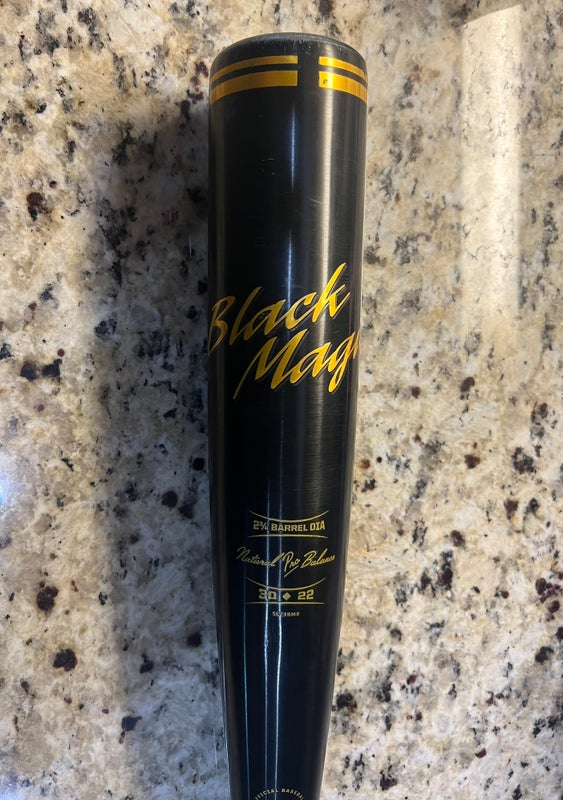 Black
Magi
2¾ BARREL DIA
Natural Pro Balance
30 ◆ 22